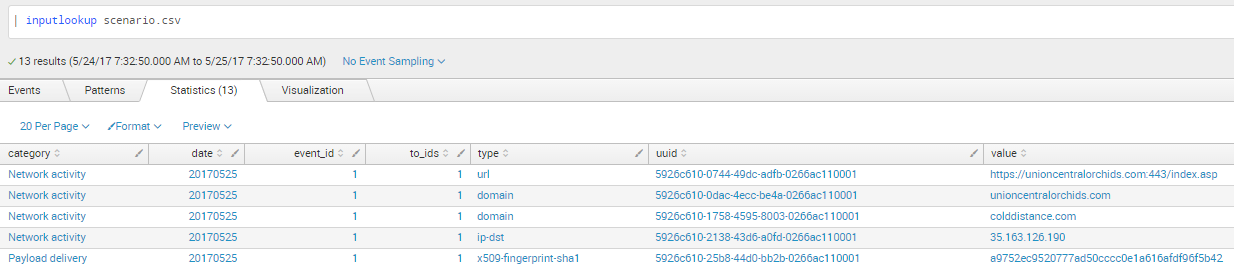 | inputlookup scenario.csv
✓ 13 results (5/24/17 7:32:50.000 AM to 5/25/17 7:32:50.000 AM) No Event Sampling
Events Patterns Statistics (13) Visualization
20 Per Page Format Preview
category date event_id to_ids type uuid value
Network activity 20170525 1 1 url 5926c610-0744-49dc-adfb-0266ac110001 https://unioncentralorchids.com:443/index.asp
Network activity 20170525 1 1 domain 5926c610-0dac-4ecc-be4a-0266ac110001 unioncentralorchids.com
Network activity 20170525 1 1 domain 5926c610-1758-4595-8003-0266ac110001 colddistance.com
Network activity 20170525 1 1 ip-dst 5926c610-2138-43d6-a0fd-0266ac110001 35.163.126.190
Payload delivery 20170525 1 1 x509-fingerprint-sha1 5926c610-25b8-44d0-bb2b-0266ac110001 a9752ec9520777ad50cccc0e1a616afdf96f5b42